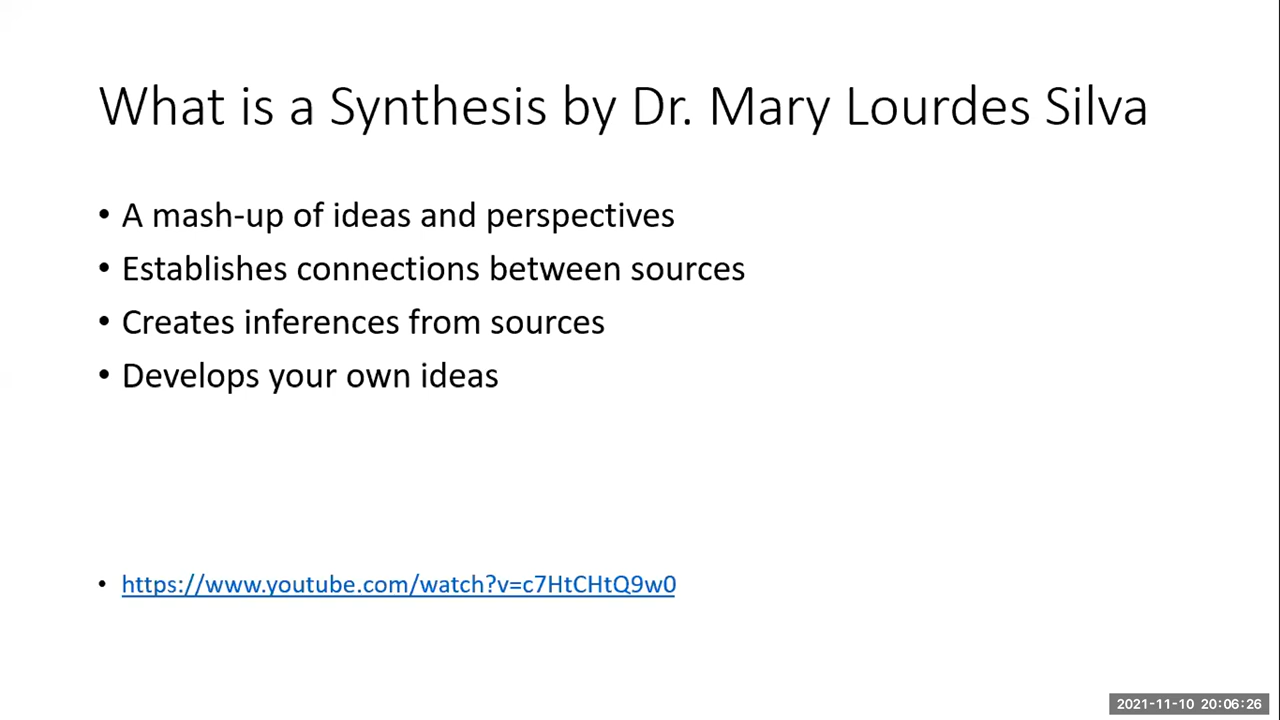 What is a Synthesis by Dr. Mary Lourdes Silva
• A mash-up of ideas and perspectives
• Establishes connections between sources
• Creates inferences from sources
• Develops your own ideas
• https://www.youtube.com/watch?v=c7HtCHtQ9w0
2021-11-10 20:06:26